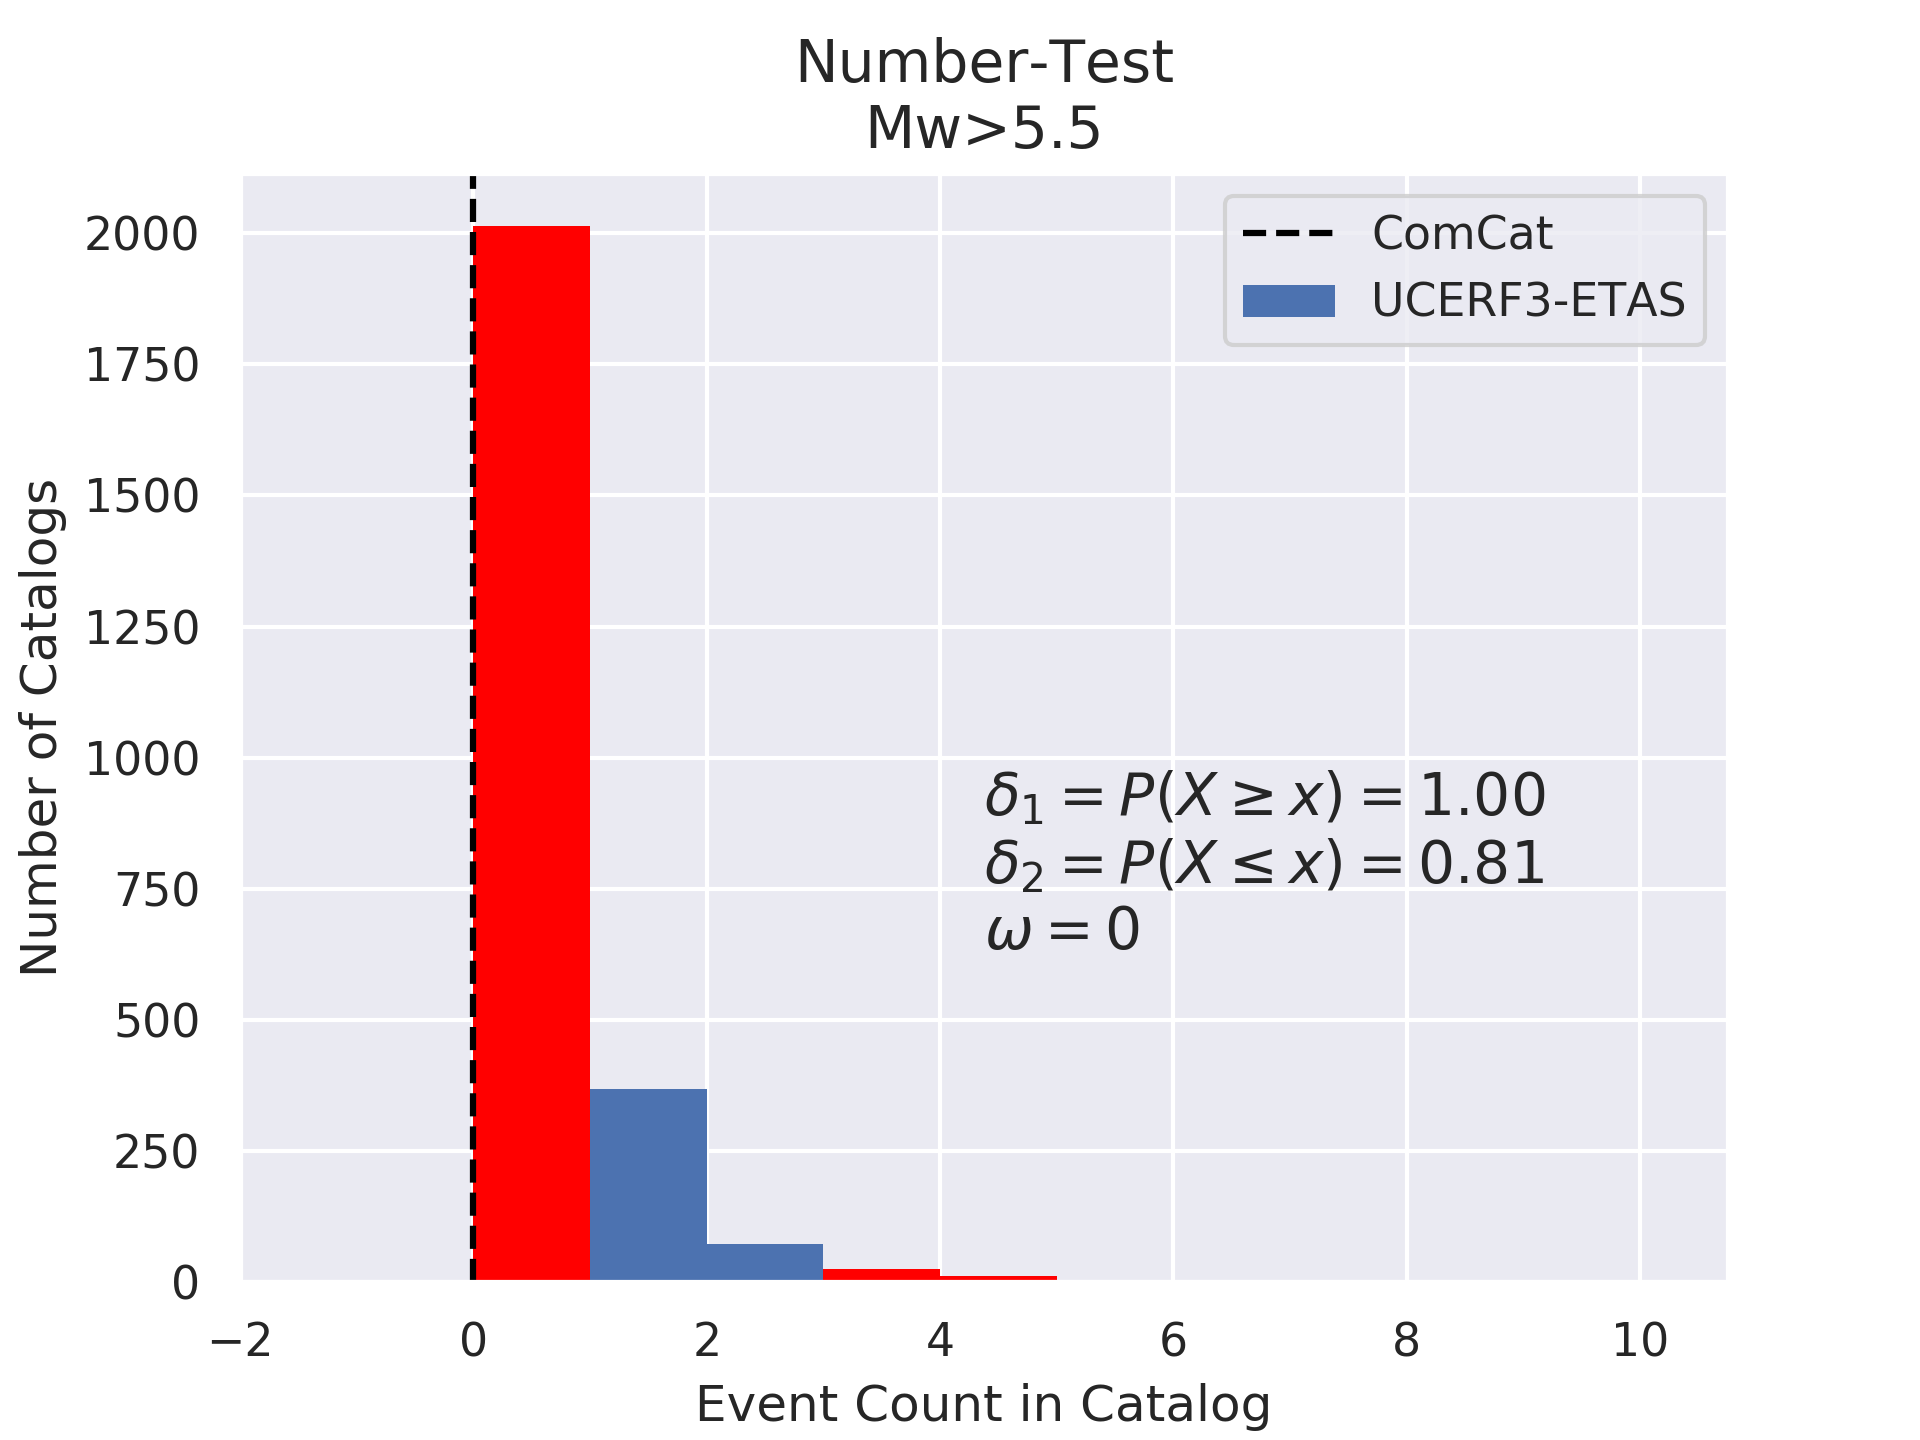 Number-Test
Mw>5.5
ComCat
UCERF3-ETAS
2000
1750
1500
1250
1000
750
500
250
0
Number of Catalogs
δ₁ = P(X ≥ x) = 1.00
δ₂ = P(X ≤ x) = 0.81
ω = 0
−2 0 2 4 6 8 10
Event Count in Catalog